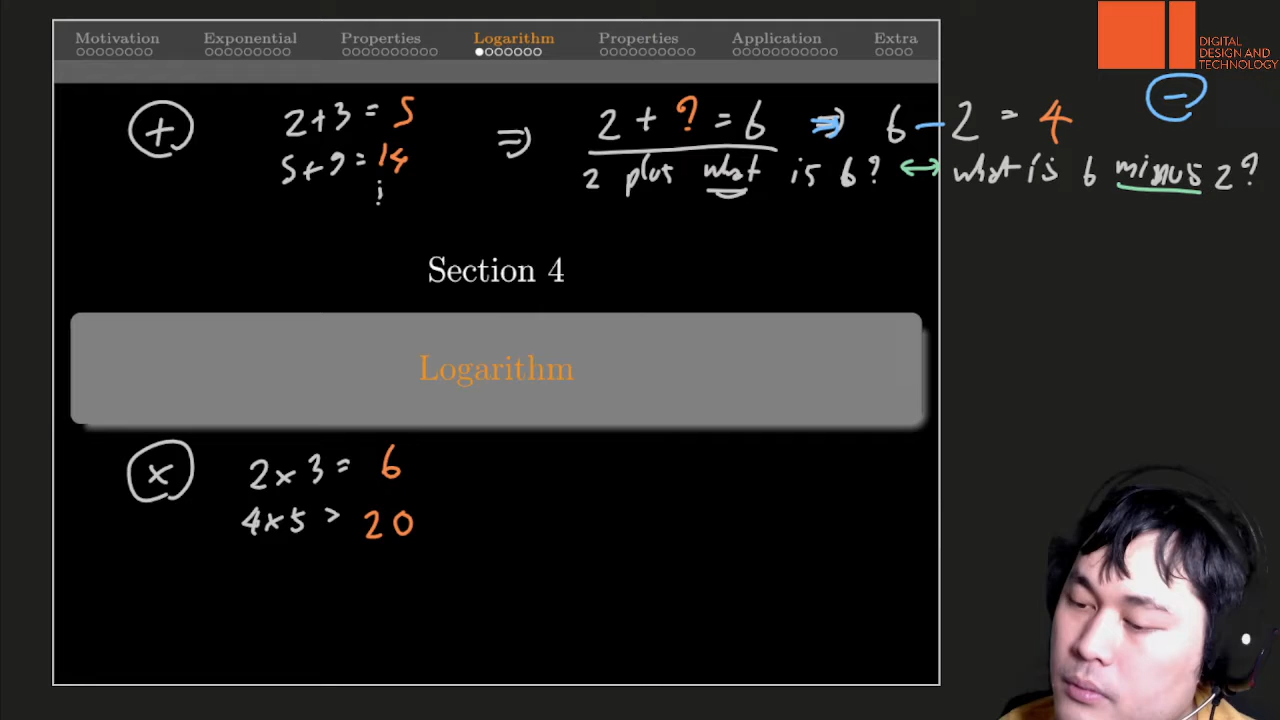 Motivation Exponential Properties Logarithm Properties Application Extra
DIGITAL
DESIGN AND
TECHNOLOGY
+ 2+3 = 5 ⇒ 2 + ? = 6 ⇒ 6 − 2 = 4 −
5+9 = 14
2 plus what is 6? ↔ what is 6 minus 2?
Section 4
Logarithm
x 2 x 3 = 6
4 x 5 = 20